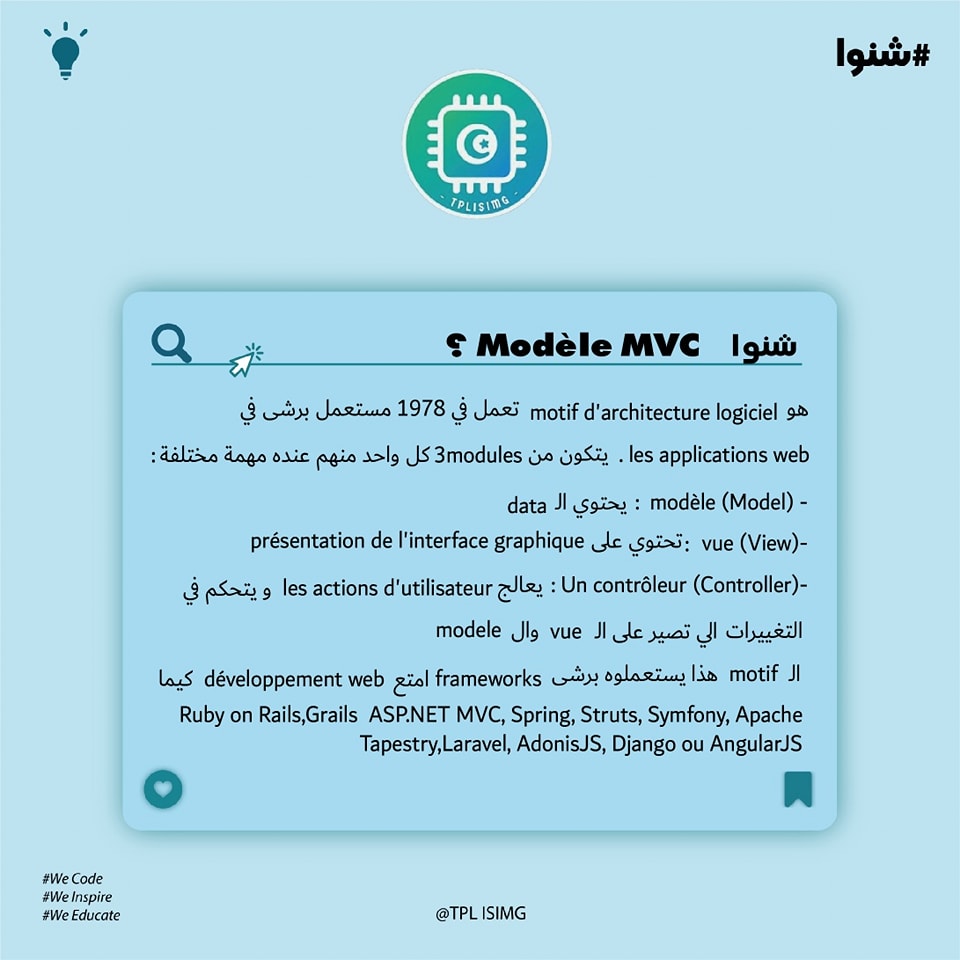 #شنوا
- TPLISIMG -
شنوا Modèle MVC ؟
هو motif d'architecture logiciel تعمل في 1978 مستعمل برشى في
les applications web . يتكون من 3modules كل واحد منهم عنده مهمة مختلفة :
- modèle (Model) : يحتوي الـ data
-vue (View) :تحتوي على présentation de l'interface graphique
-Un contrôleur (Controller) : يعالج les actions d'utilisateur و يتحكم في
التغييرات الي تصير على الـ vue وال modele
الـ motif هذا يستعملوه برشى frameworks امتع développement web كيما
Ruby on Rails,Grails ASP.NET MVC, Spring, Struts, Symfony, Apache
Tapestry,Laravel, AdonisJS, Django ou AngularJS
#We Code
#We Inspire
#We Educate
@TPL ISIMG